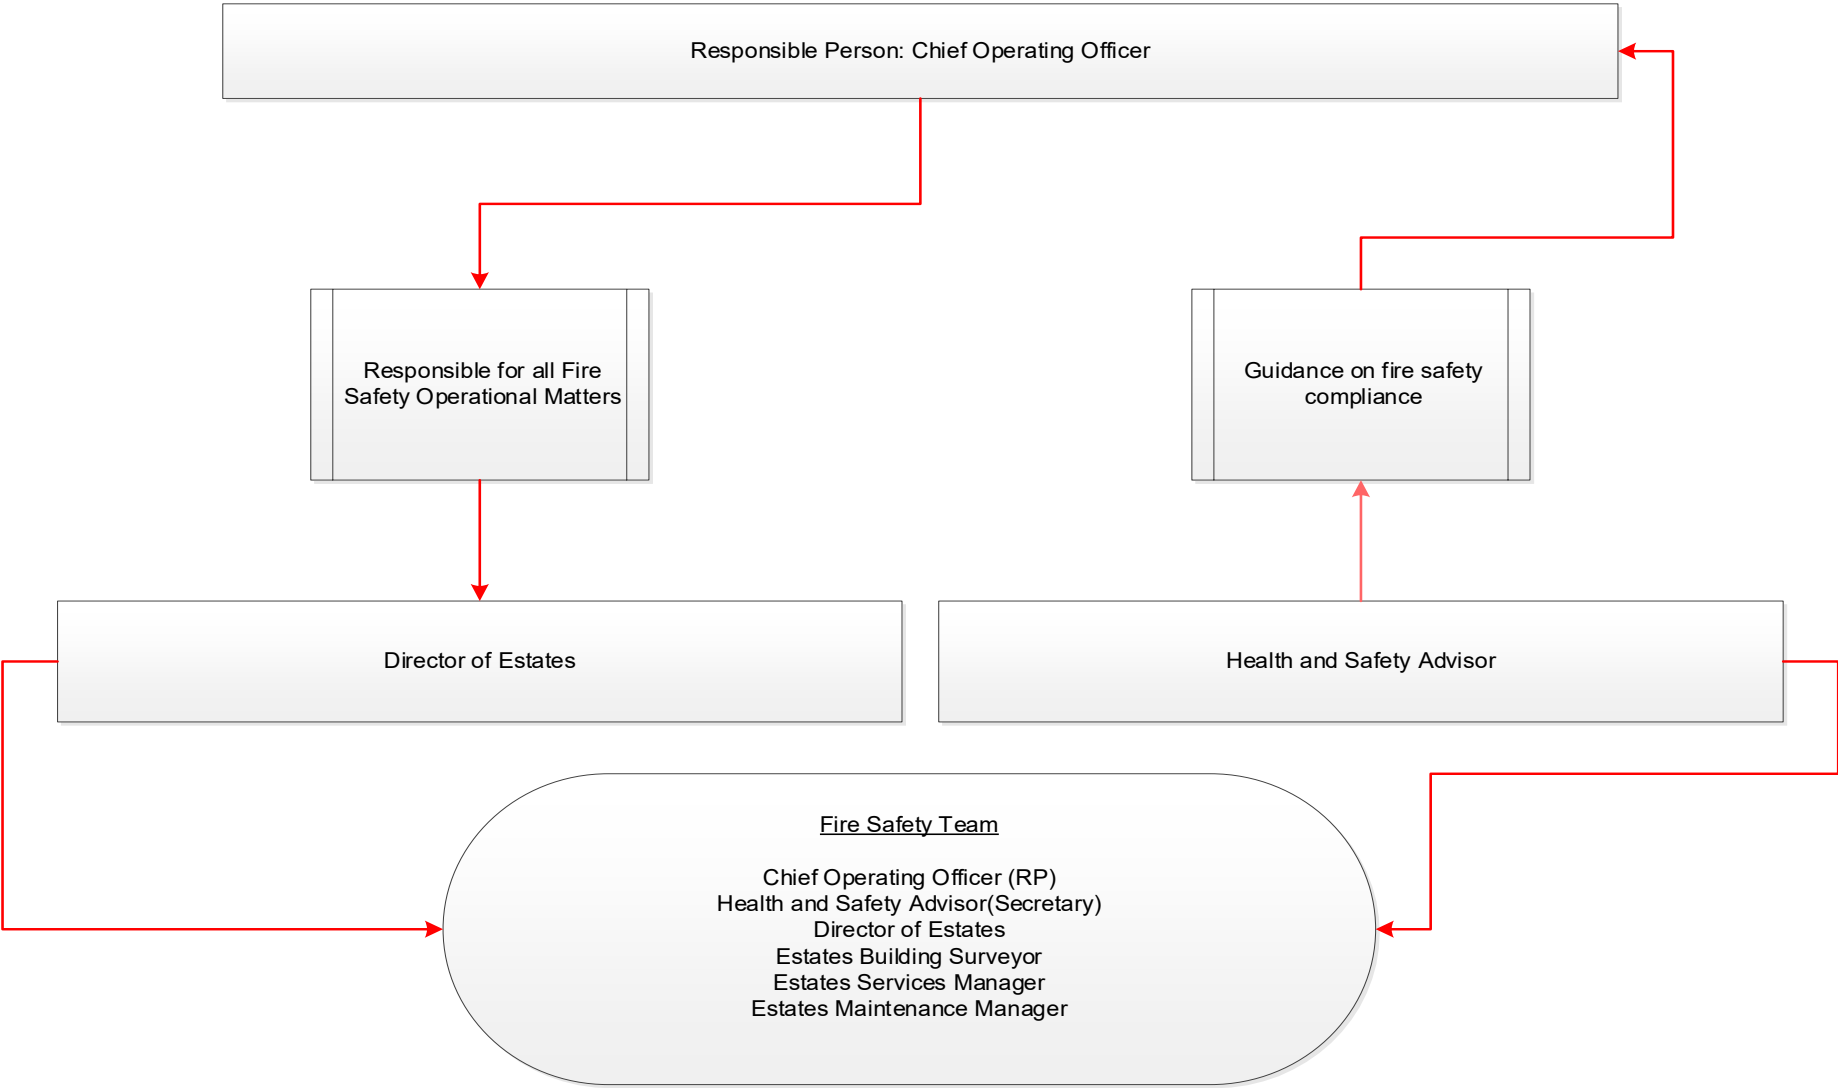 Responsible Person: Chief Operating Officer
Responsible for all Fire
Safety Operational Matters
Guidance on fire safety
compliance
Director of Estates
Health and Safety Advisor
Fire Safety Team
Chief Operating Officer (RP)
Health and Safety Advisor(Secretary)
Director of Estates
Estates Building Surveyor
Estates Services Manager
Estates Maintenance Manager